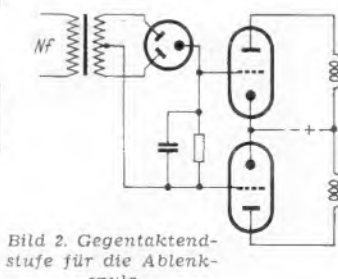 Nf
- +
Bild 2. Gegentaktend-
stufe für die Ablenk-